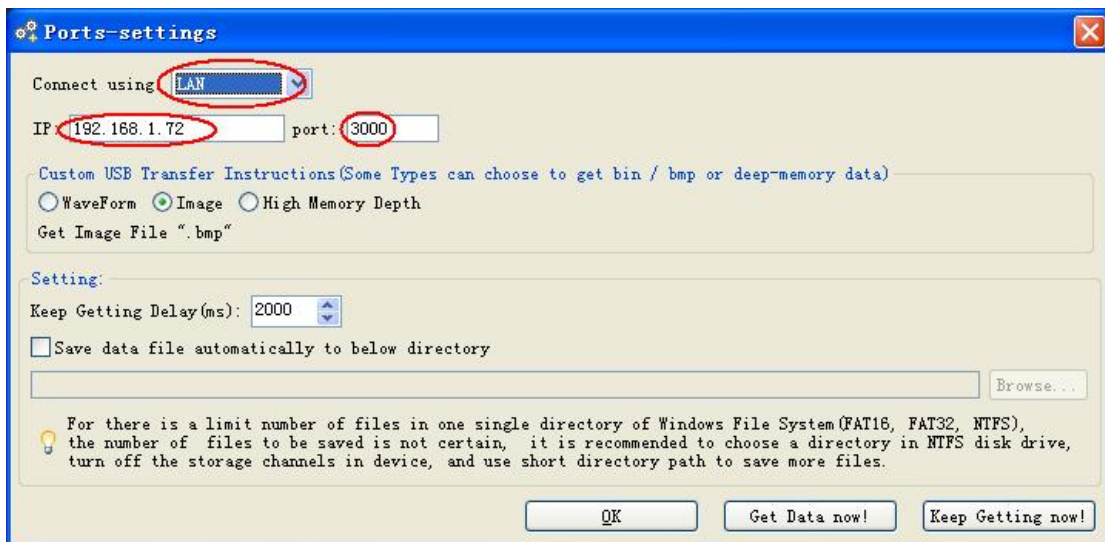 Ports-settings
Connect using LAN
IP: 192.168.1.72 port: 3000
Custom USB Transfer Instructions(Some Types can choose to get bin / bmp or deep-memory data)
WaveForm Image High Memory Depth
Get Image File ".bmp"
Setting:
Keep Getting Delay(ms): 2000
Save data file automatically to below directory
Browse...
For there is a limit number of files in one single directory of Windows File System(FAT16, FAT32, NTFS),
the number of files to be saved is not certain, it is recommended to choose a directory in NTFS disk drive,
turn off the storage channels in device, and use short directory path to save more files.
OK Get Data now! Keep Getting now!